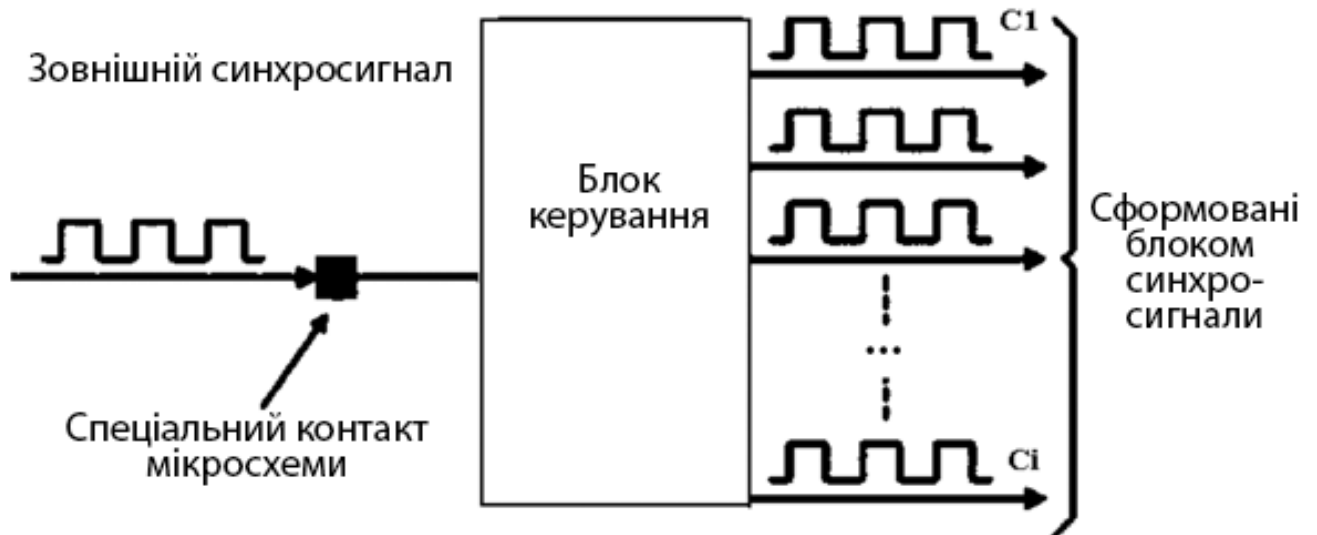 Зовнішній синхросигнал
Спеціальний контакт
мікросхеми
Блок
керування
C1
...
Ci
Сформовані
блоком
синхро-
сигнали